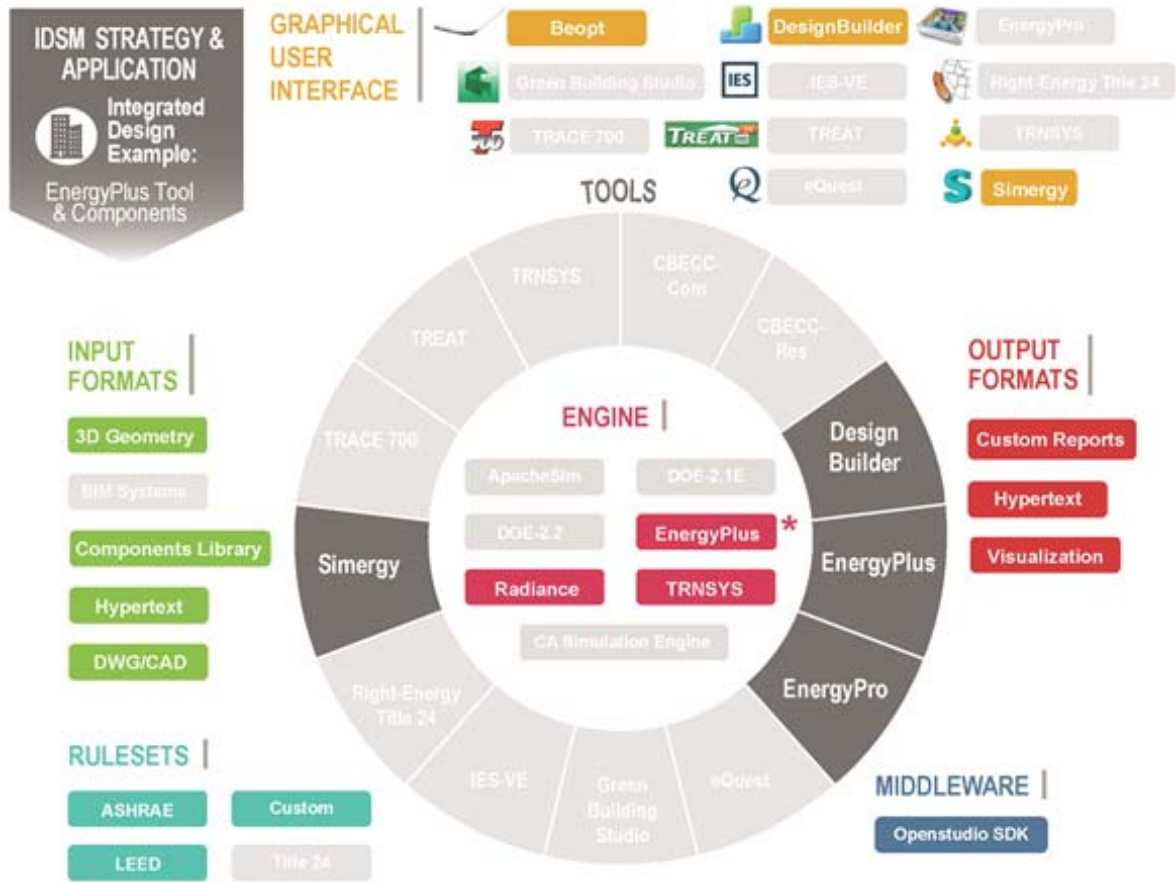 IDSM STRATEGY &
APPLICATION
Integrated
Design
Example:
EnergyPlus Tool
& Components
GRAPHICAL
USER
INTERFACE
Beopt
DesignBuilder
EnergyPro
Green Building Studio
IES
IES-VE
Right-Energy Title 24
TRACE 700
TREAT
TREAT
TRNSYS
eQuest
Simergy
TOOLS
TRNSYS
CBECC-
Com
TREAT
CBECC-
Res
TRACE 700
Design
Builder
Simergy
EnergyPlus
Right-Energy
Title 24
EnergyPro
IES-VE
Green
Building
Studio
eQuest
ENGINE
ApacheSim
DOE-2.1E
DOE-2.2
EnergyPlus *
Radiance
TRNSYS
CA Simulation Engine
INPUT
FORMATS
3D Geometry
BIM Systems
Components Library
Hypertext
DWG/CAD
OUTPUT
FORMATS
Custom Reports
Hypertext
Visualization
RULESETS
ASHRAE
Custom
LEED
Title 24
MIDDLEWARE
Openstudio SDK